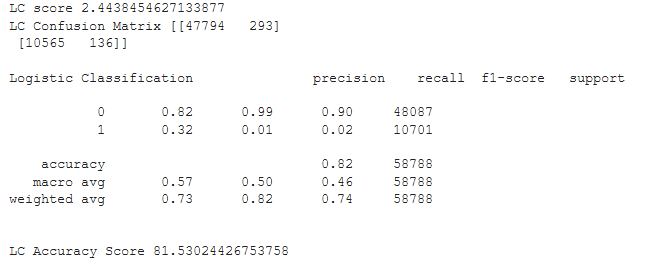 LC score 2.4438454627133877
LC Confusion Matrix [[47794   293]
 [10565   136]]
Logistic Classification               precision    recall  f1-score   support
           0       0.82      0.99      0.90     48087
           1       0.32      0.01      0.02     10701
    accuracy                           0.82     58788
   macro avg       0.57      0.50      0.46     58788
weighted avg       0.73      0.82      0.74     58788
LC Accuracy Score 81.53024426753758